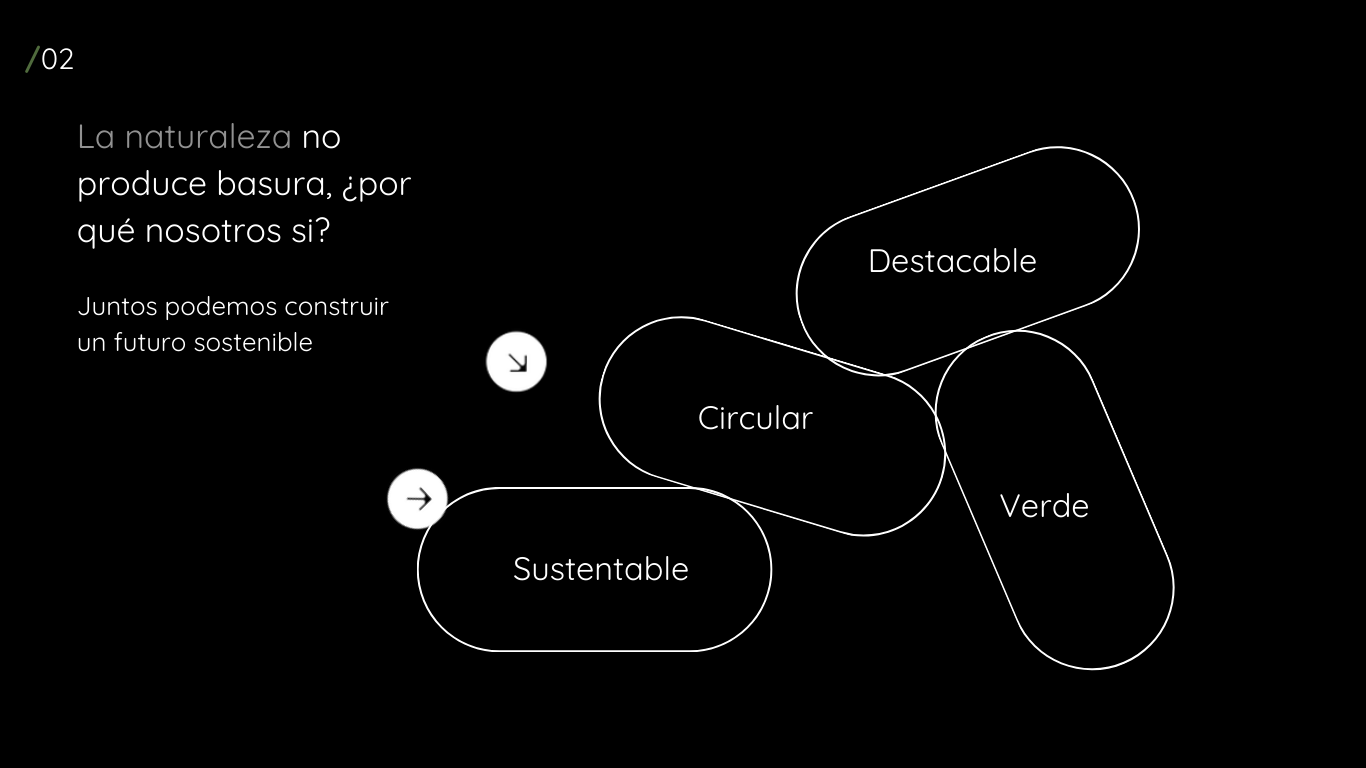 /02
La naturaleza no
produce basura, ¿por
qué nosotros si?
Juntos podemos construir
un futuro sostenible
Destacable
Circular
Verde
Sustentable